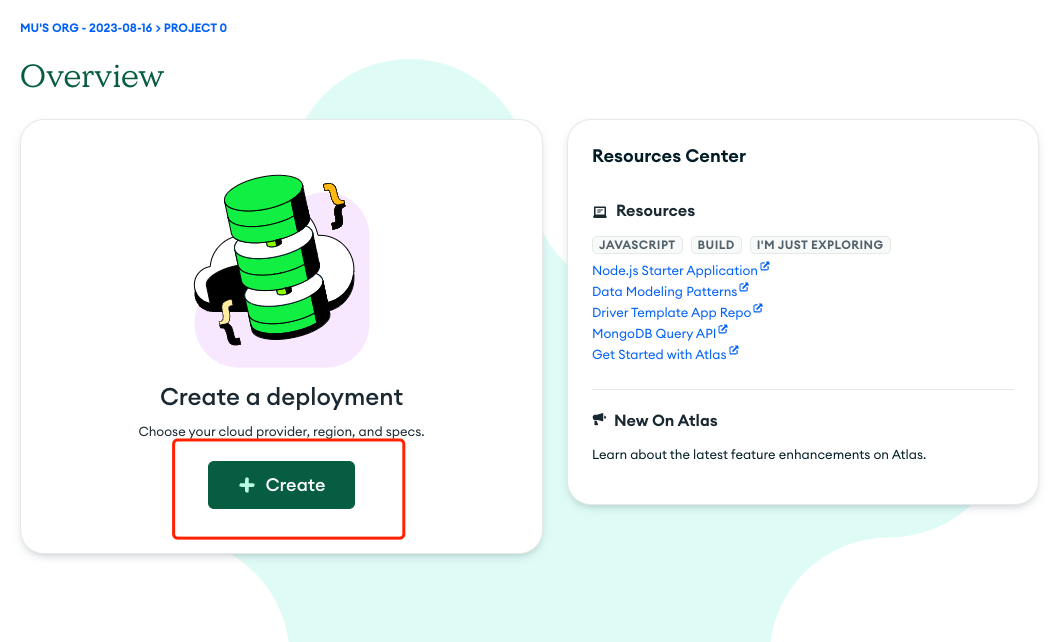 MU'S ORG - 2023-08-16 > PROJECT 0
Overview
Create a deployment
Choose your cloud provider, region, and specs.
+ Create
Resources Center
Resources
JAVASCRIPT BUILD I'M JUST EXPLORING
Node.js Starter Application
Data Modeling Patterns
Driver Template App Repo
MongoDB Query API
Get Started with Atlas
New On Atlas
Learn about the latest feature enhancements on Atlas.